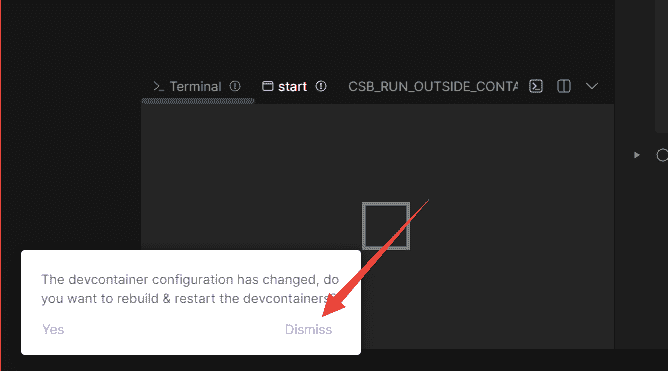 Terminal
start
CSB_RUN_OUTSIDE_CONTA
The devcontainer configuration has changed, do
you want to rebuild & restart the devcontainers?
Yes
Dismiss